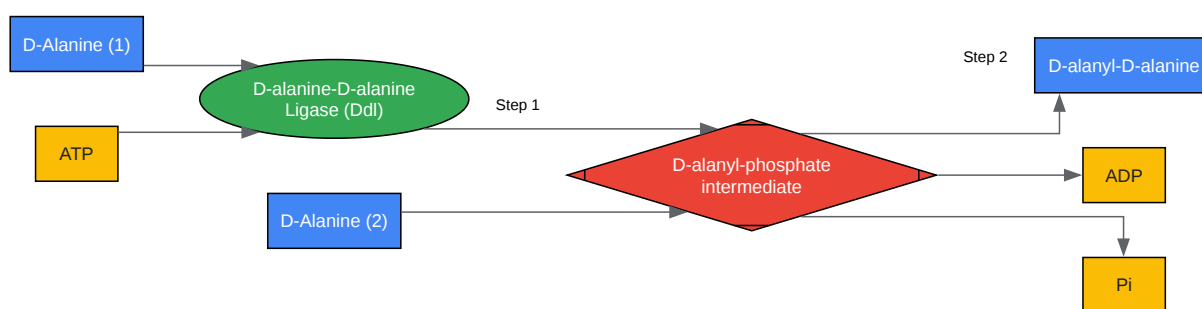 D-Alanine (1)
ATP
D-alanine-D-alanine
Ligase (Ddl)
D-Alanine (2)
Step 1
D-alanyl-phosphate
intermediate
Step 2
D-alanyl-D-alanine
ADP
Pi